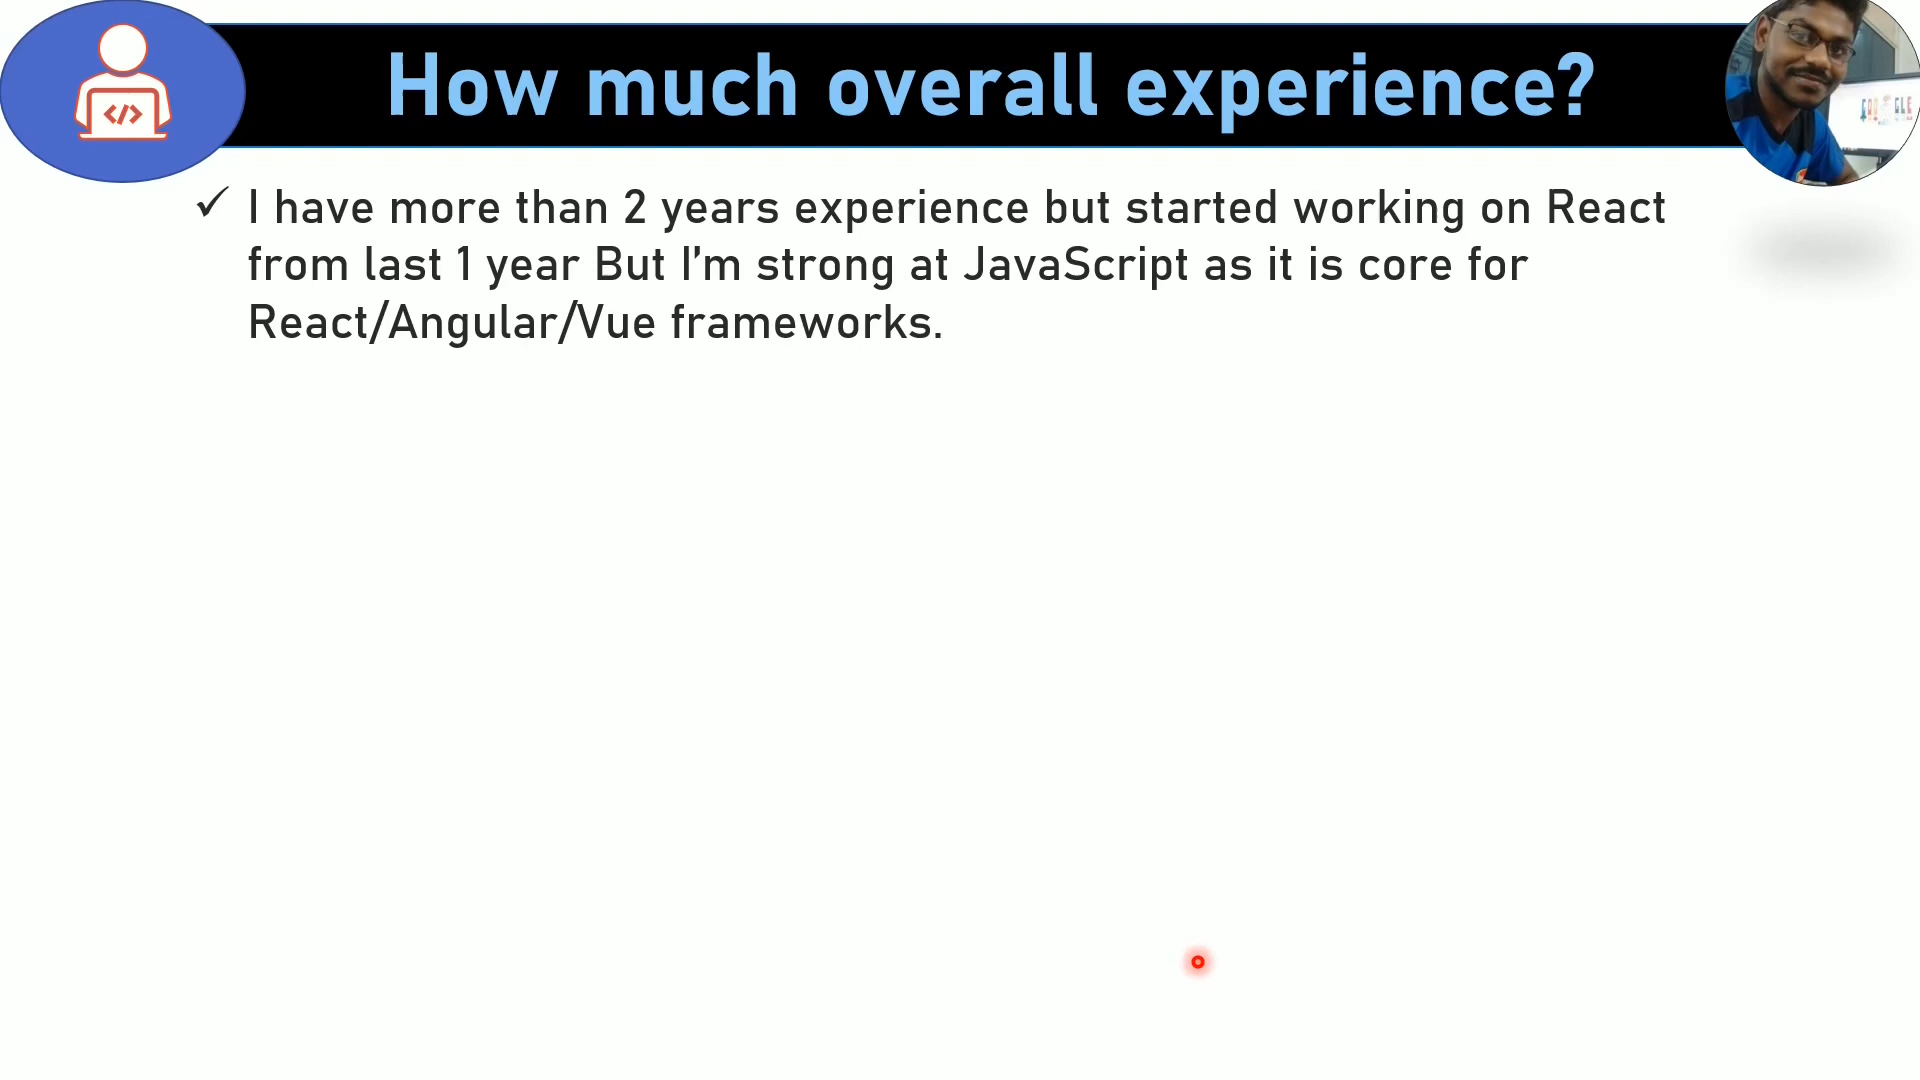 How much overall experience?
✓ I have more than 2 years experience but started working on React
from last 1 year But I'm strong at JavaScript as it is core for
React/Angular/Vue frameworks.